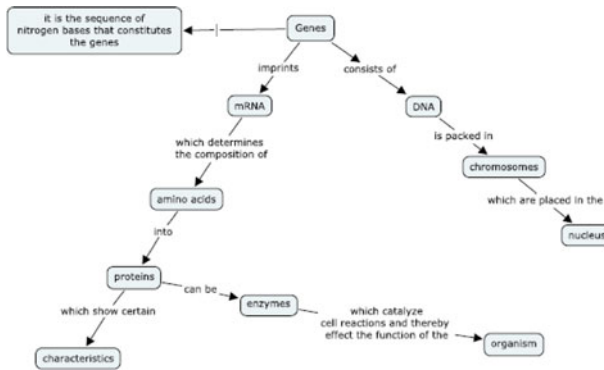 it is the sequence of
nitrogen bases that constitutes
the genes
Genes
imprints
consists of
mRNA
DNA
which determines
the composition of
is packed in
chromosomes
amino acids
which are placed in the
into
nucleus
proteins
can be
enzymes
which show certain
which catalyze
cell reactions and thereby
effect the function of the
organism
characteristics